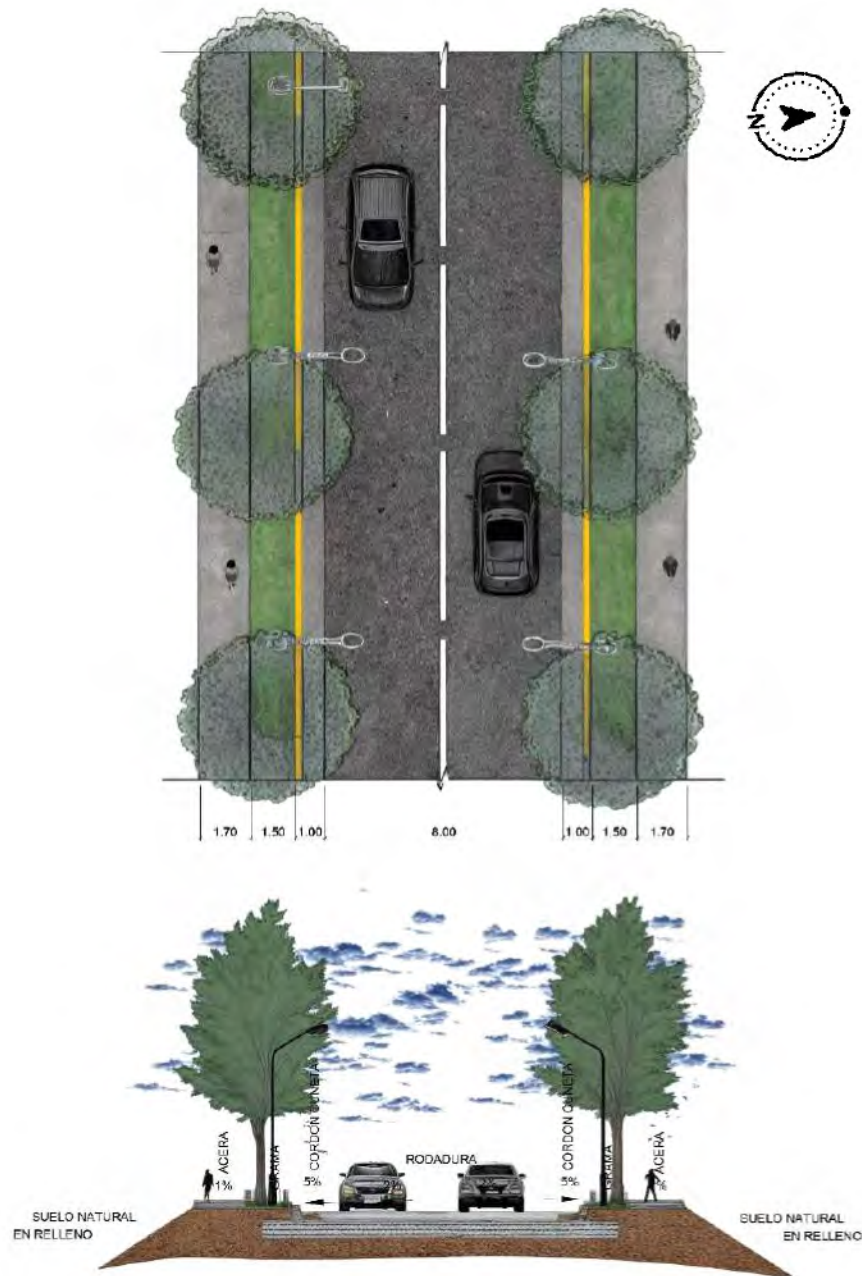 N
1.70 1.50 1.00 8.00 1.00 1.50 1.70
ACERA
1%
GRAMA
CORDON CUNETA
5%
RODADURA
2%
CORDON CUNETA
5%
GRAMA
ACERA
%
SUELO NATURAL
EN RELLENO
SUELO NATURAL
EN RELLENO